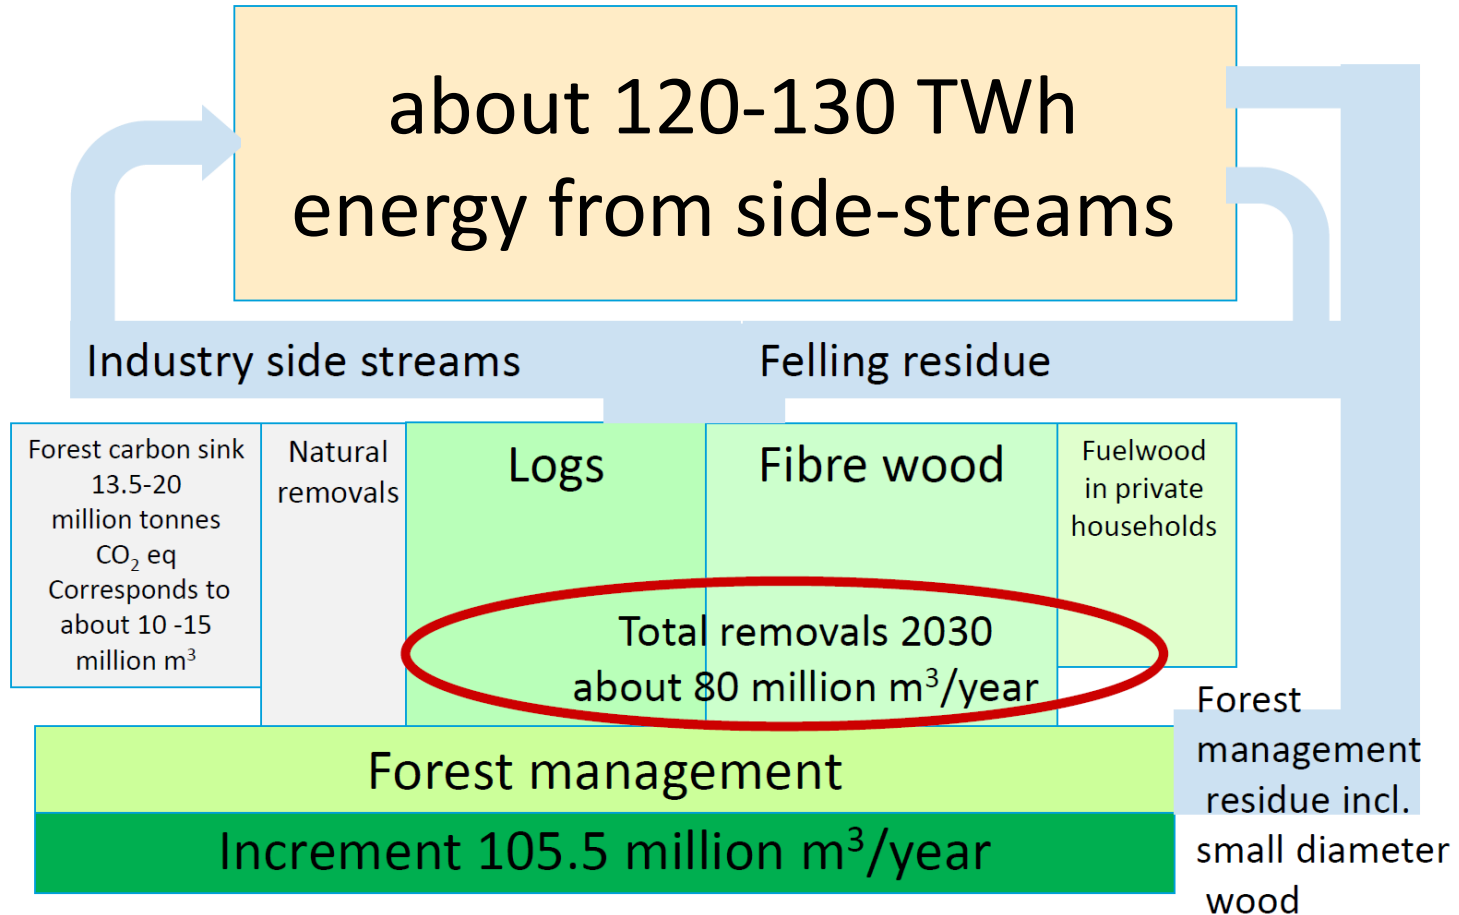 about 120-130 TWh
energy from side-streams
Industry side streams
Felling residue
Forest carbon sink
13.5-20
million tonnes
CO₂ eq
Corresponds to
about 10 -15
million m³
Natural
removals
Logs
Fibre wood
Fuelwood
in private
households
Total removals 2030
about 80 million m³/year
Forest management
Increment 105.5 million m³/year
Forest
management
residue incl.
small diameter
wood